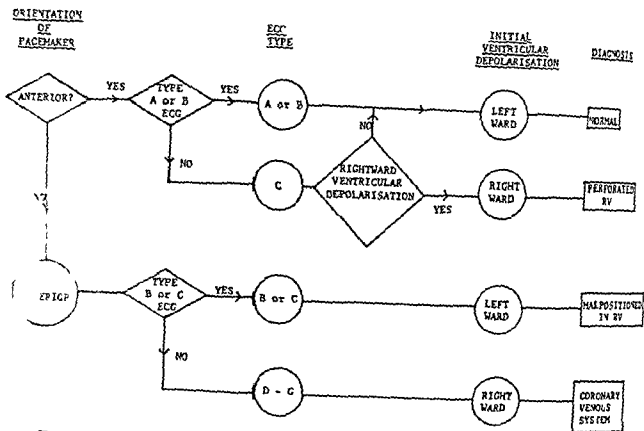 ORIENTATION
OF
PACEMAKER
ECG
TYPE
INITIAL
VENTRICULAR
DEPOLARISATION
DIAGNOSIS
ANTERIOR?
YES
TYPE
A or B
ECG
YES
A or B
NO
LEFT
WARD
NORMAL
NO
C
RIGHTWARD
VENTRICULAR
DEPOLARISATION
YES
RIGHT
WARD
PERFORATED
RV
TYPE
B or C
ECG
YES
B or C
LEFT
WARD
MALPOSITIONED
IN RV
NO
D - G
RIGHT
WARD
CORONARY
VENOUS
SYSTEM